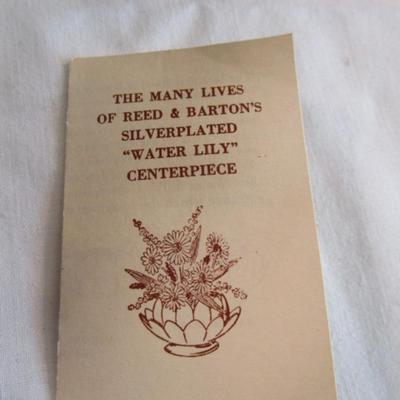 THE MANY LIVES
OF REED & BARTON'S
SILVERPLATED
“WATER LILY”
CENTERPIECE